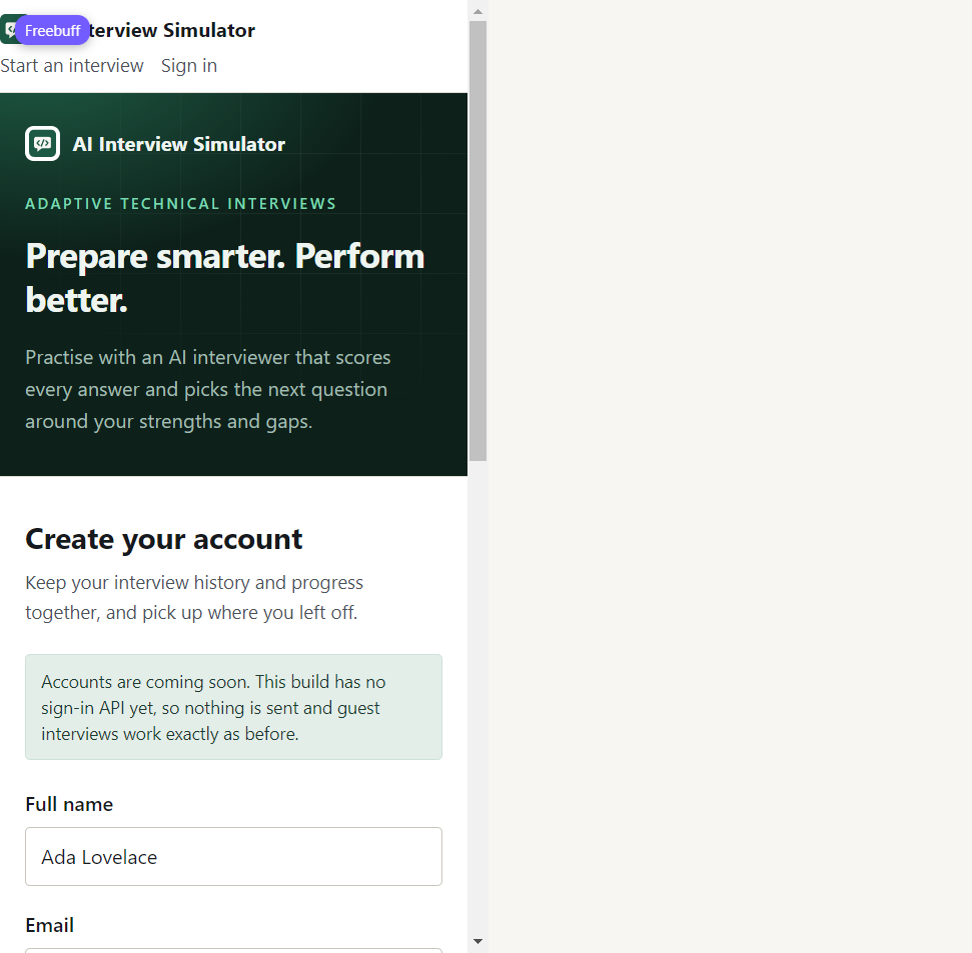 Freebuff
terview Simulator
Start an interview Sign in
AI Interview Simulator
ADAPTIVE TECHNICAL INTERVIEWS
Prepare smarter. Perform
better.
Practise with an AI interviewer that scores
every answer and picks the next question
around your strengths and gaps.
Create your account
Keep your interview history and progress
together, and pick up where you left off.
Accounts are coming soon. This build has no
sign-in API yet, so nothing is sent and guest
interviews work exactly as before.
Full name
Ada Lovelace
Email